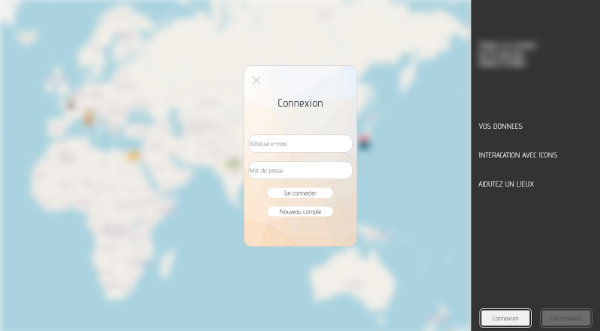 Connexion
Adresse e-mail
Mot de passe
Se connecter
Nouveau compte
VOS DONNEES
INTERACATION AVEC ICONS
AJOUTEZ UN LIEUX
Connexion
Déconnexion